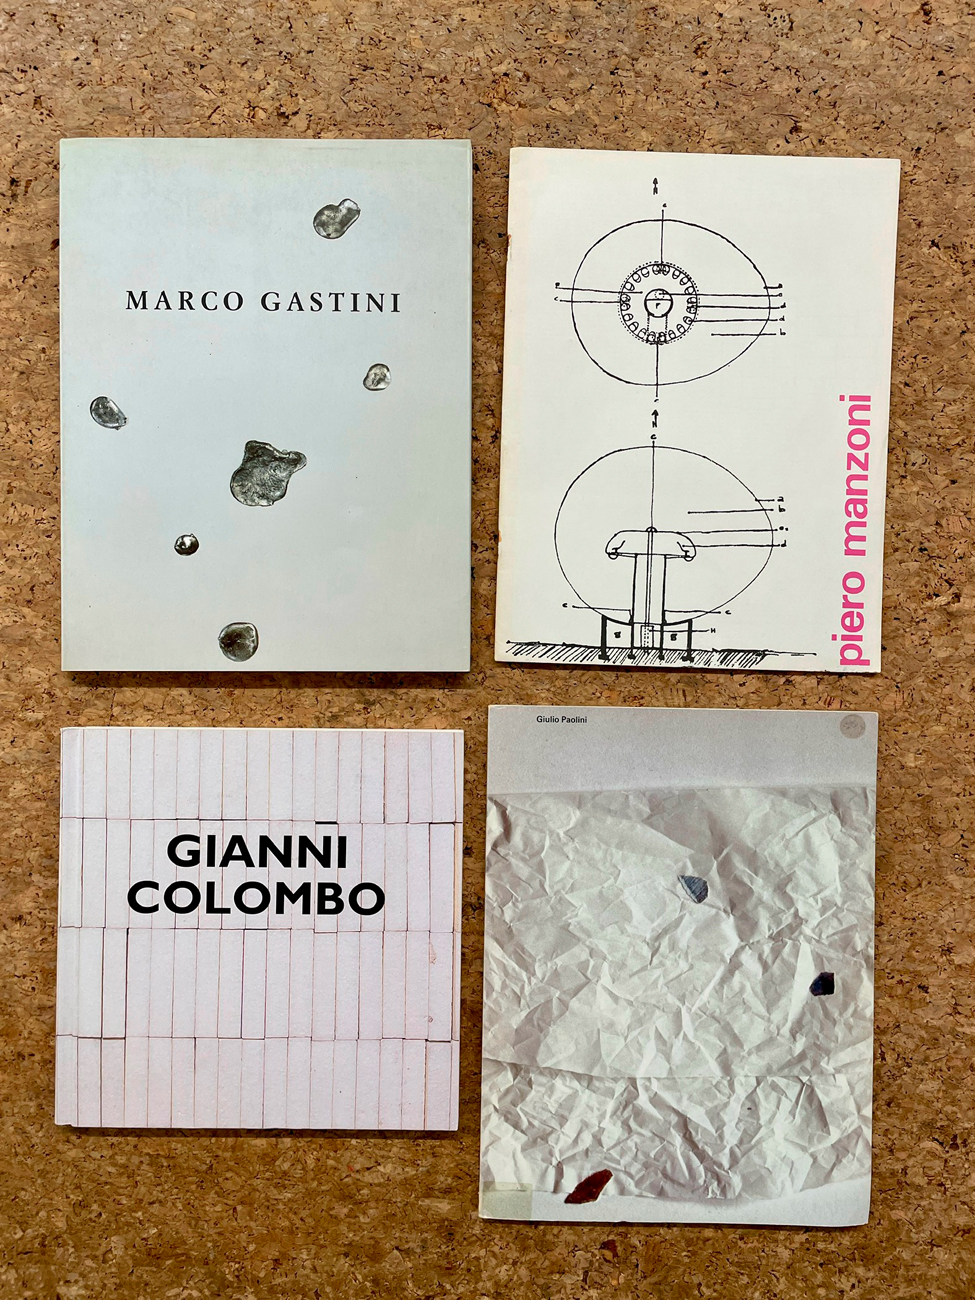 MARCO GASTINI
piero manzoni
GIANNI
COLOMBO
Giulio Paolini